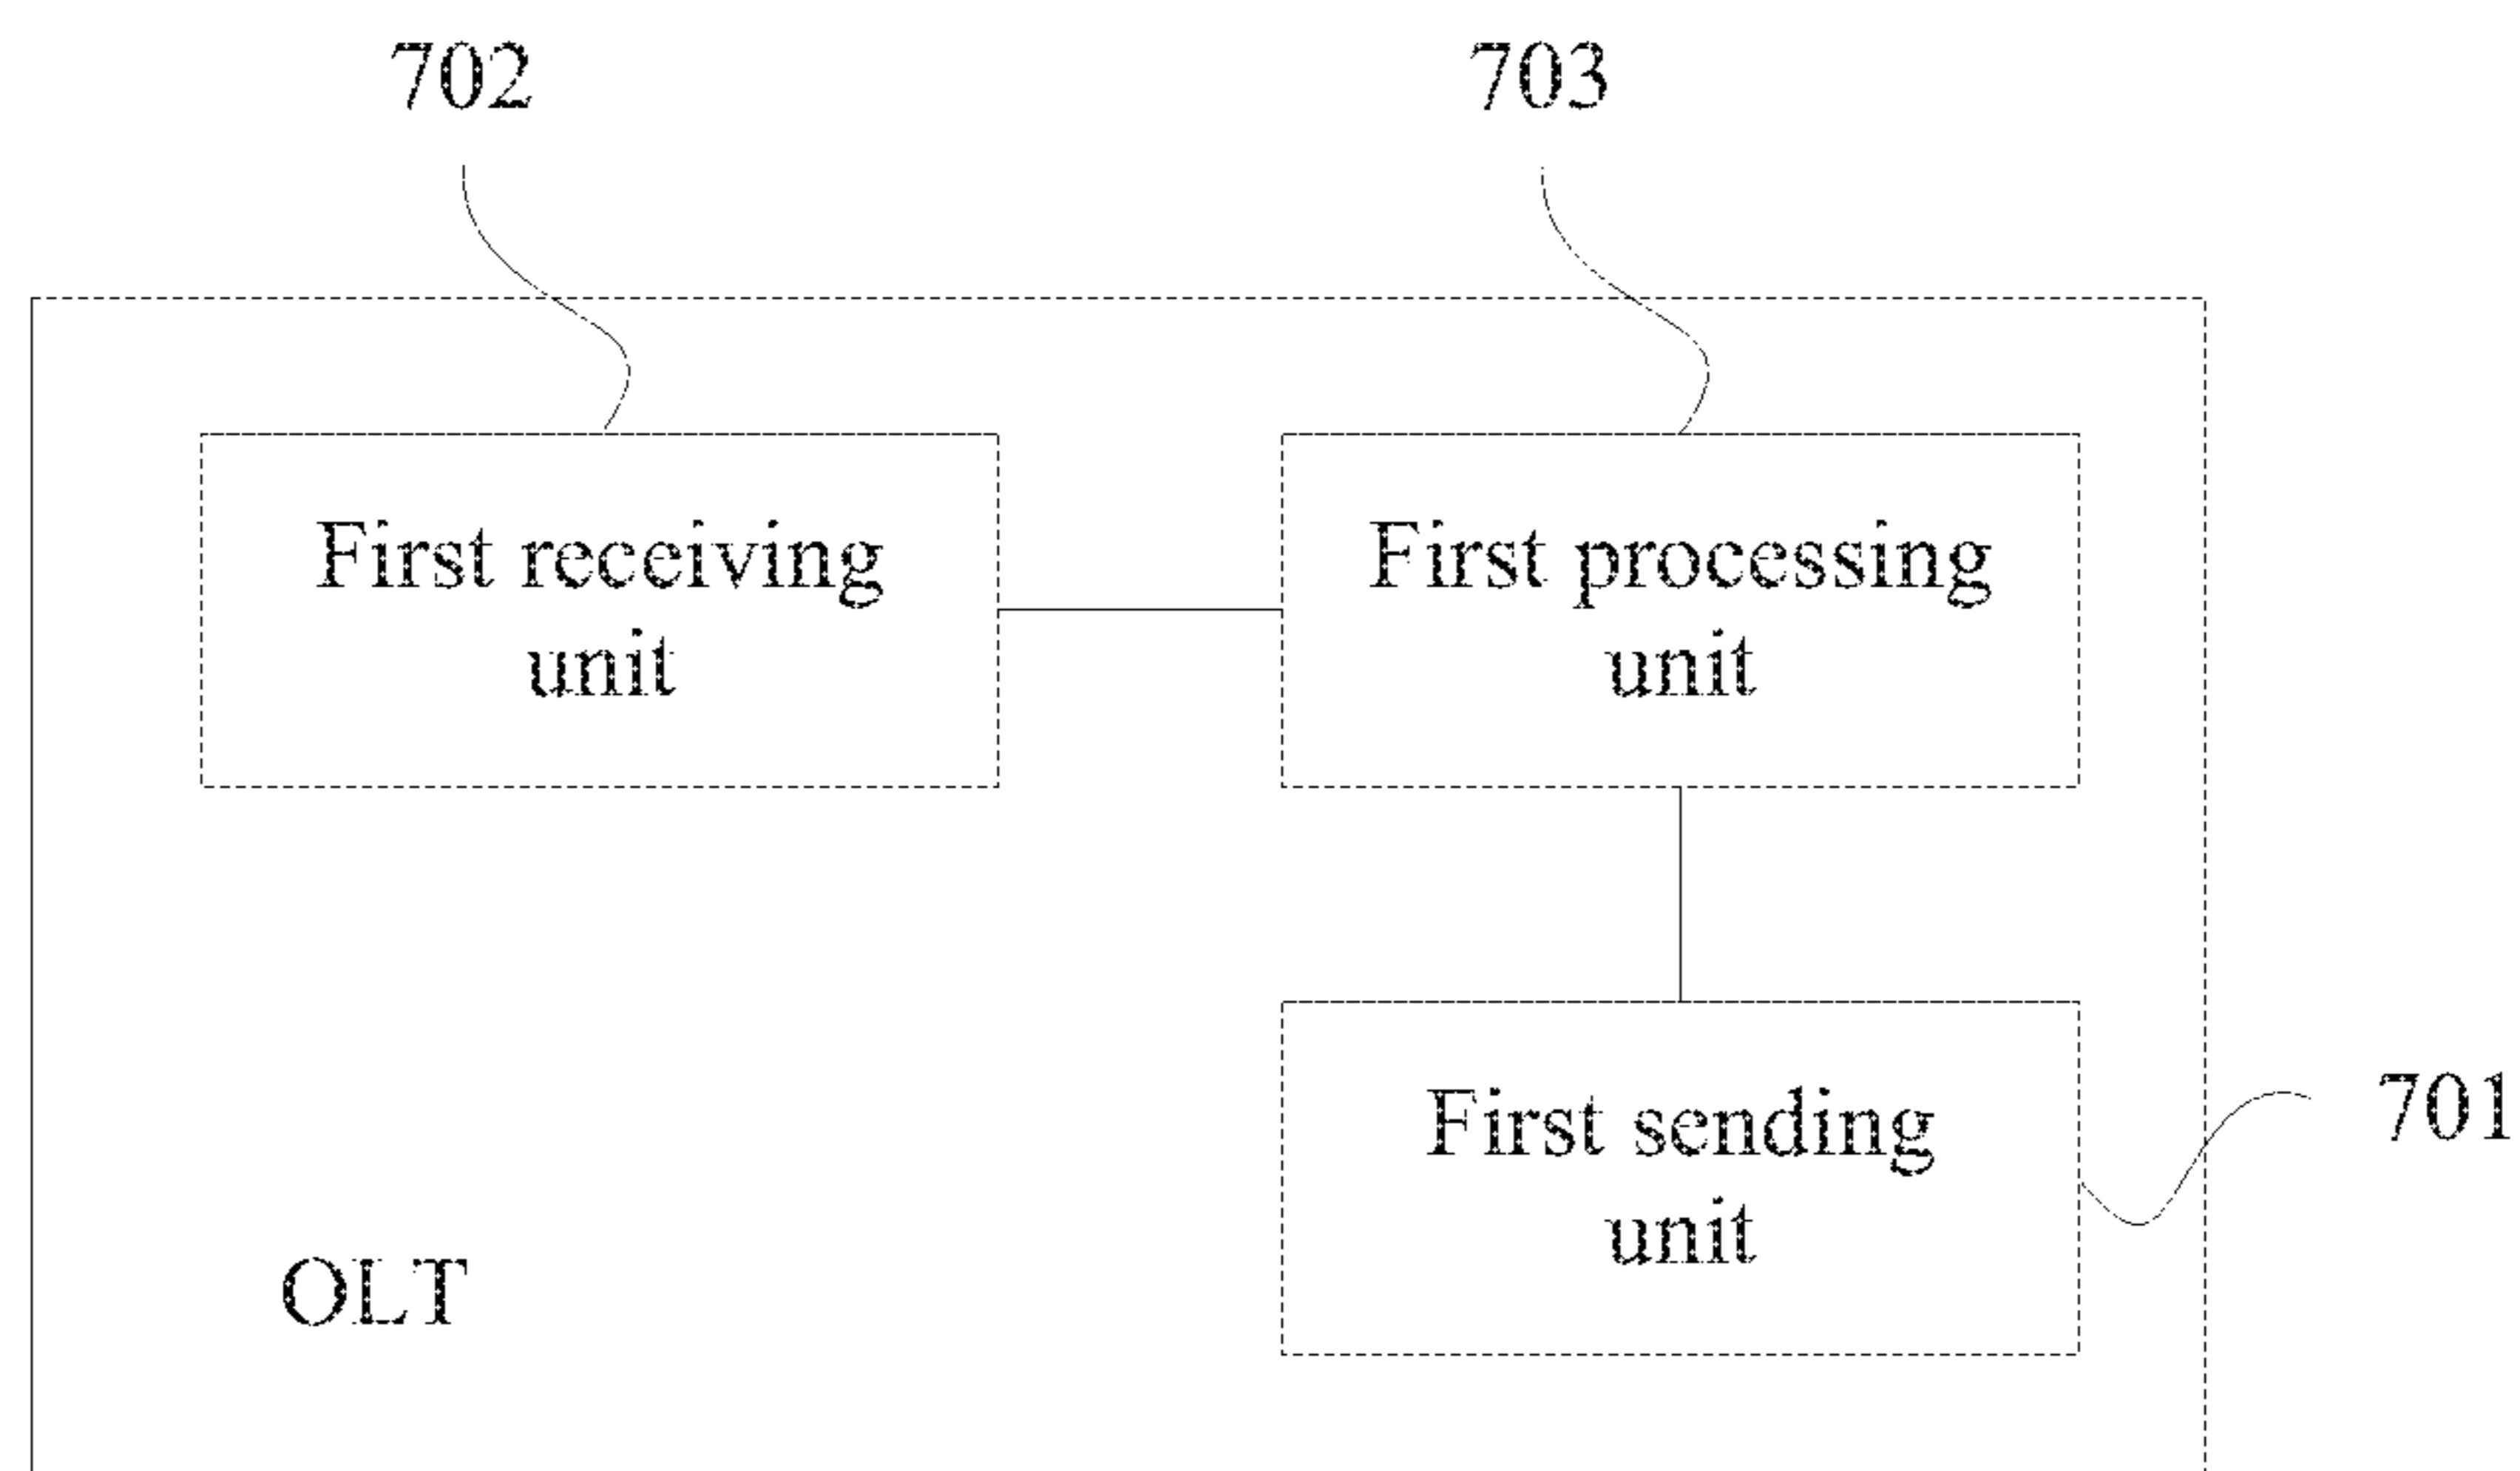 702
703
First receiving
unit
First processing
unit
First sending
unit
701
OLT